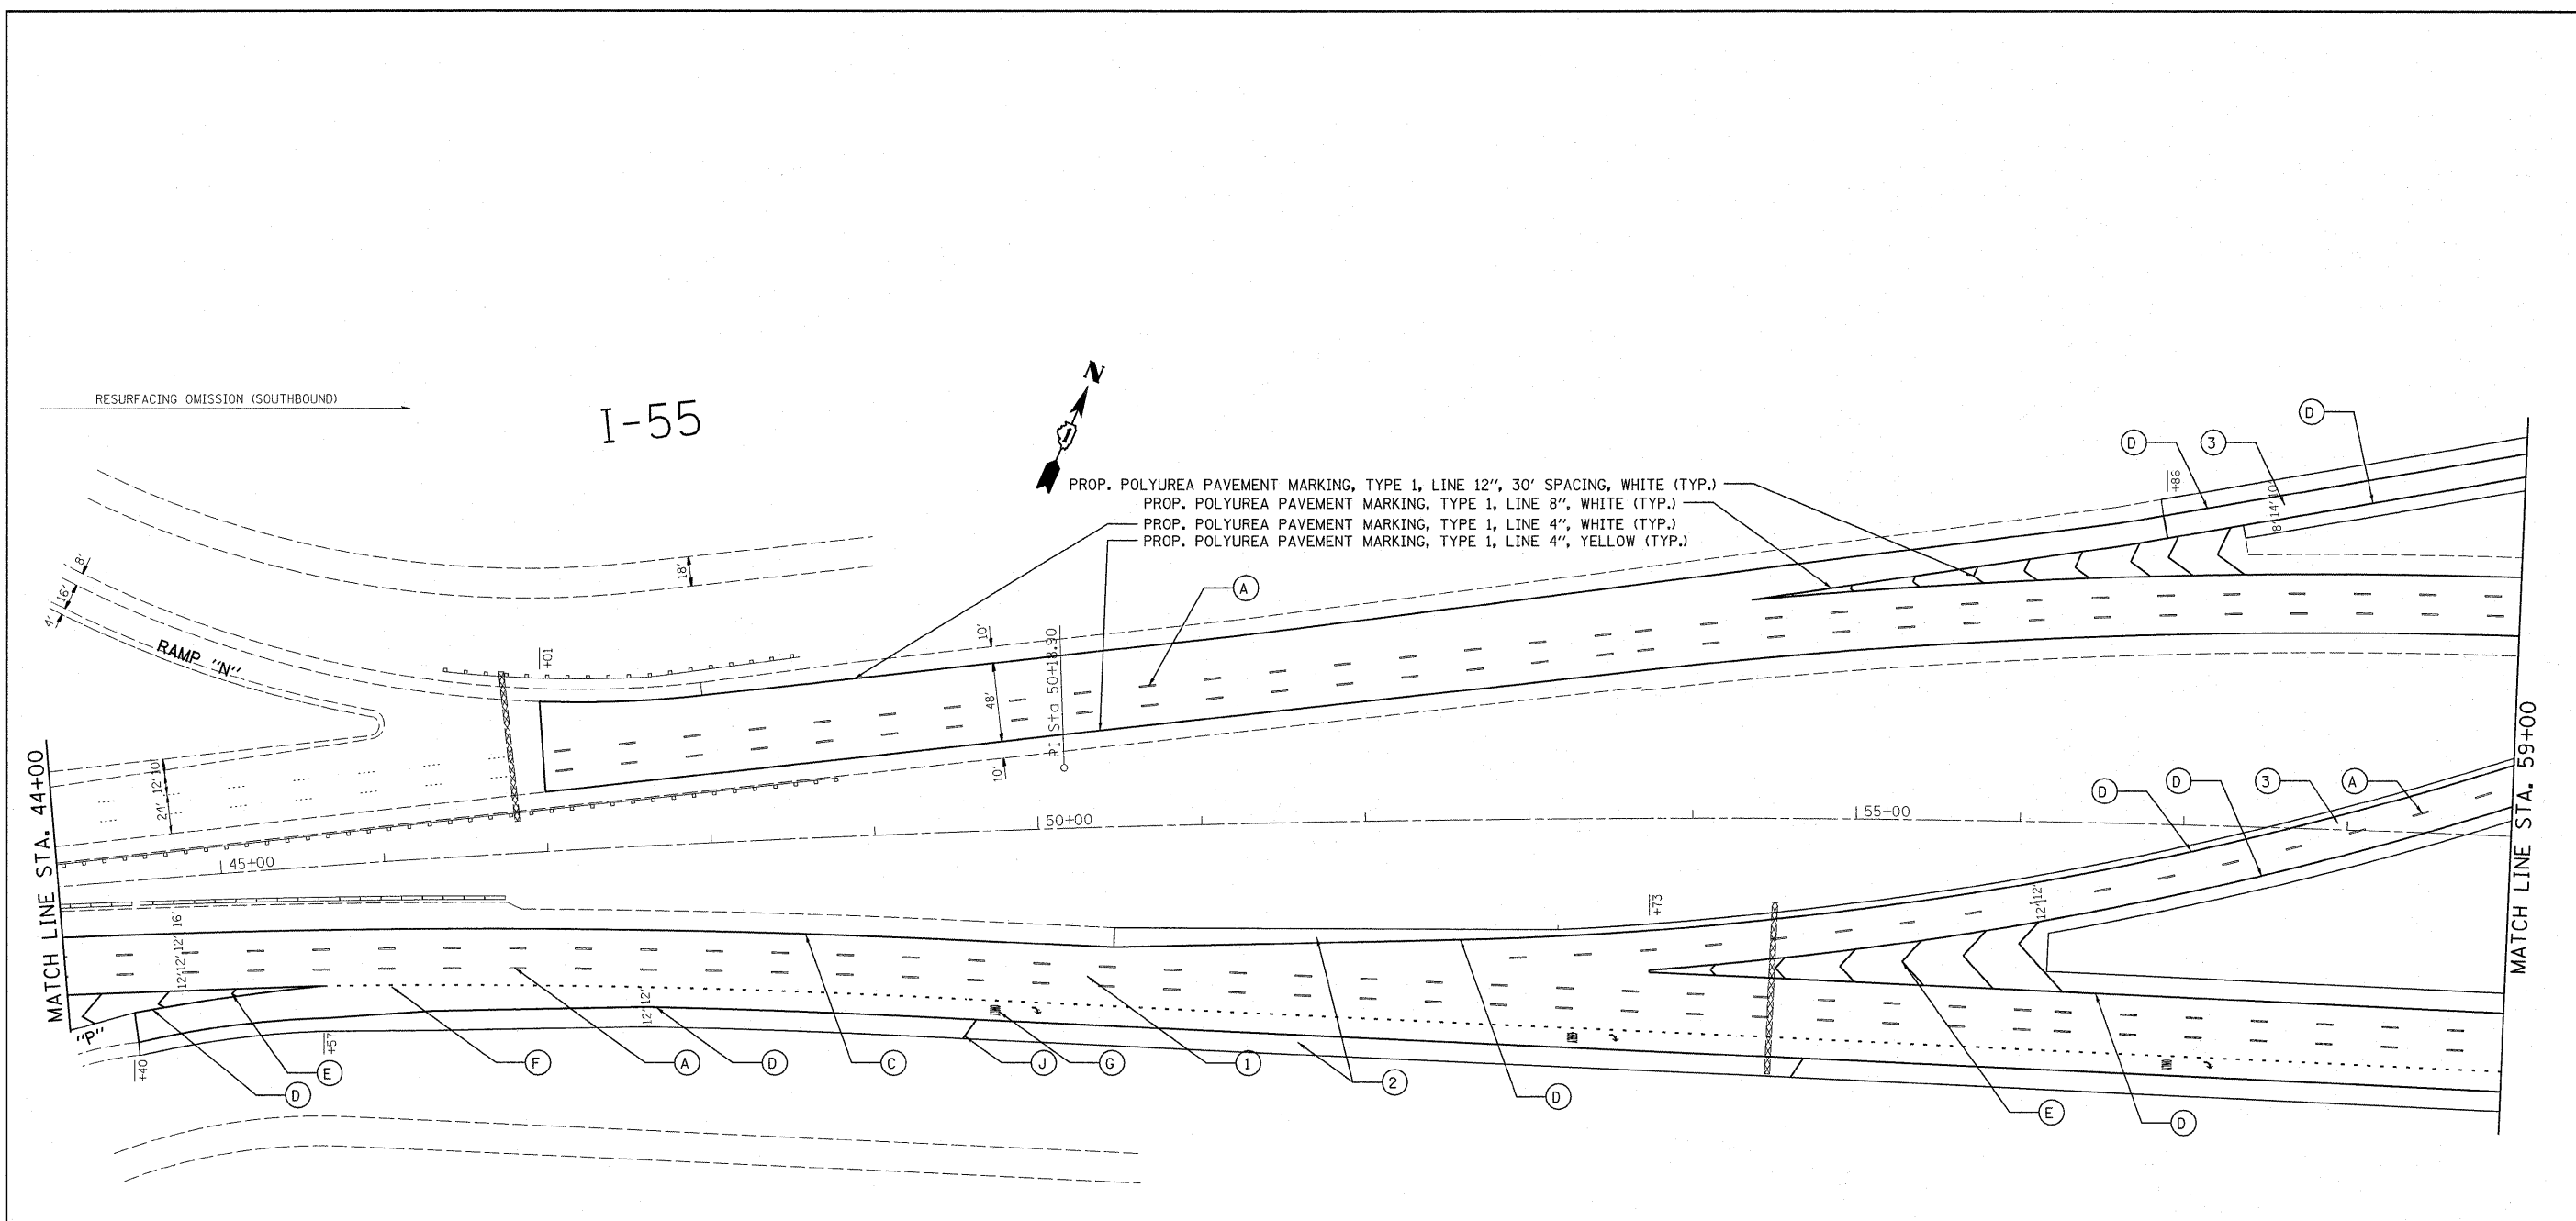 RESURFACING OMISSION (SOUTHBOUND)
I-55
N
PROP. POLYUREA PAVEMENT MARKING, TYPE 1, LINE 12", 30' SPACING, WHITE (TYP.)
PROP. POLYUREA PAVEMENT MARKING, TYPE 1, LINE 8", WHITE (TYP.)
PROP. POLYUREA PAVEMENT MARKING, TYPE 1, LINE 4", WHITE (TYP.)
PROP. POLYUREA PAVEMENT MARKING, TYPE 1, LINE 4", YELLOW (TYP.)
D
D
3
+86
8' 14' 10'
18'
8'
16'
4'
RAMP "N"
+01
A
10'
48'
10'
PI Sta 50+18.90
MATCH LINE STA. 44+00
24' 12' 10'
45+00
50+00
55+00
D
D
3
A
MATCH LINE STA. 59+00
12' 12' 12' 12' 16'
12' 12'
+73
12' 12'
"P"
+40
+57
D
E
F
A
D
C
J
G
1
2
D
E
D